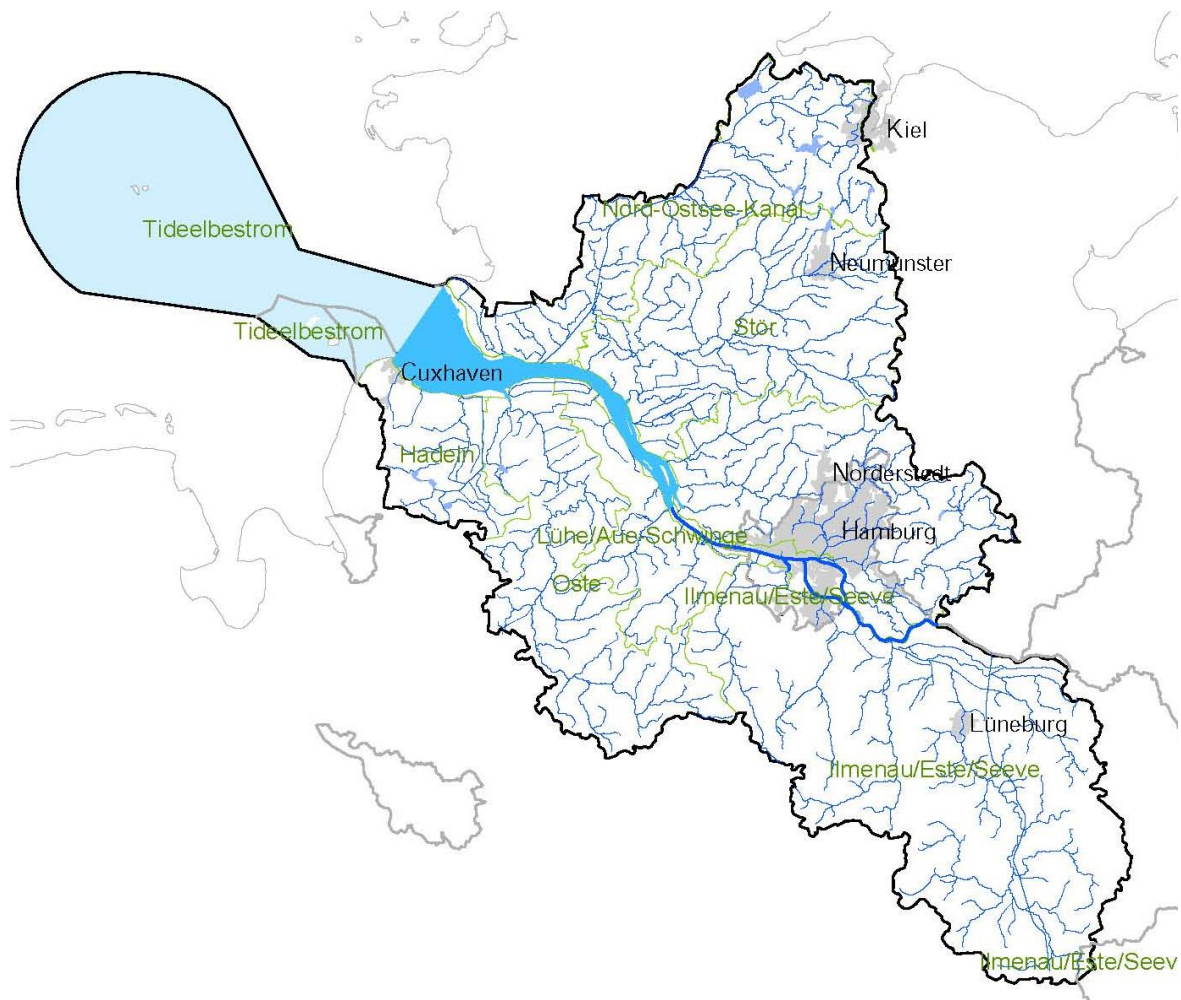 Kiel
Nord-Ostsee-Kanal
Tideelbestrom
Neumünster
Tideelbestrom
Stör
Cuxhaven
Hadeln
Norderstedt
Lühe/Aue-Schwinge
Hamburg
Oste
Ilmenau/Este/Seeve
Lüneburg
Ilmenau/Este/Seeve
Ilmenau/Este/Seev